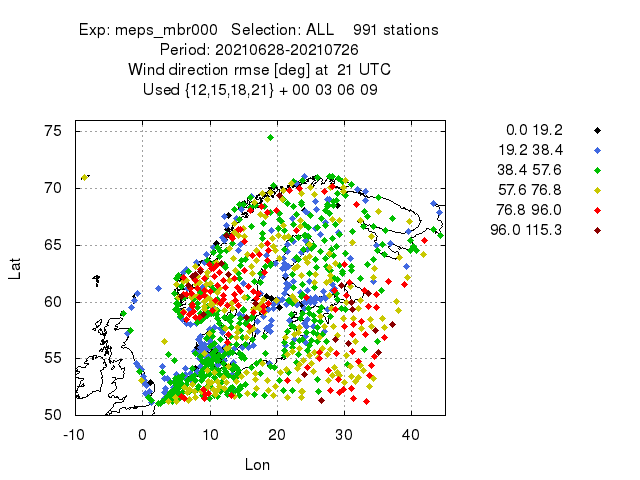 Exp: meps_mbr000 Selection: ALL 991 stations
Period: 20210628-20210726
Wind direction rmse [deg] at 21 UTC
Used {12,15,18,21} + 00 03 06 09
0.0 19.2
19.2 38.4
38.4 57.6
57.6 76.8
76.8 96.0
96.0 115.3
75
70
65
60
55
50
Lat
-10 0 10 20 30 40
Lon